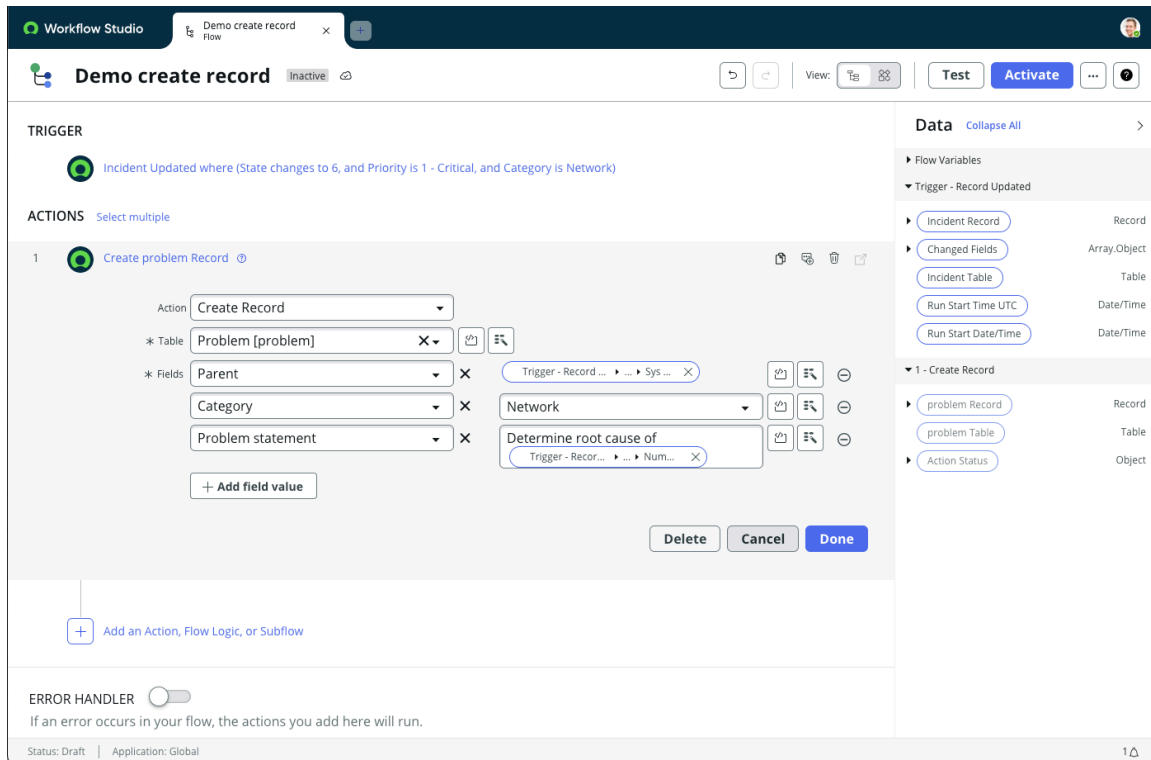 Workflow Studio
Demo create record
Flow
Demo create record Inactive
View: Test Activate
TRIGGER
Incident Updated where (State changes to 6, and Priority is 1 - Critical, and Category is Network)
ACTIONS Select multiple
1 Create problem Record
Action Create Record
* Table Problem [problem]
* Fields Parent Trigger - Record ... ▸ ... ▸ Sys ...
Category Network
Problem statement Determine root cause of
Trigger - Recor... ▸ ... ▸ Num...
+ Add field value
Delete Cancel Done
+ Add an Action, Flow Logic, or Subflow
ERROR HANDLER
If an error occurs in your flow, the actions you add here will run.
Status: Draft | Application: Global
Data Collapse All
Flow Variables
Trigger - Record Updated
Incident Record Record
Changed Fields Array.Object
Incident Table Table
Run Start Time UTC Date/Time
Run Start Date/Time Date/Time
1 - Create Record
problem Record Record
problem Table Table
Action Status Object
1